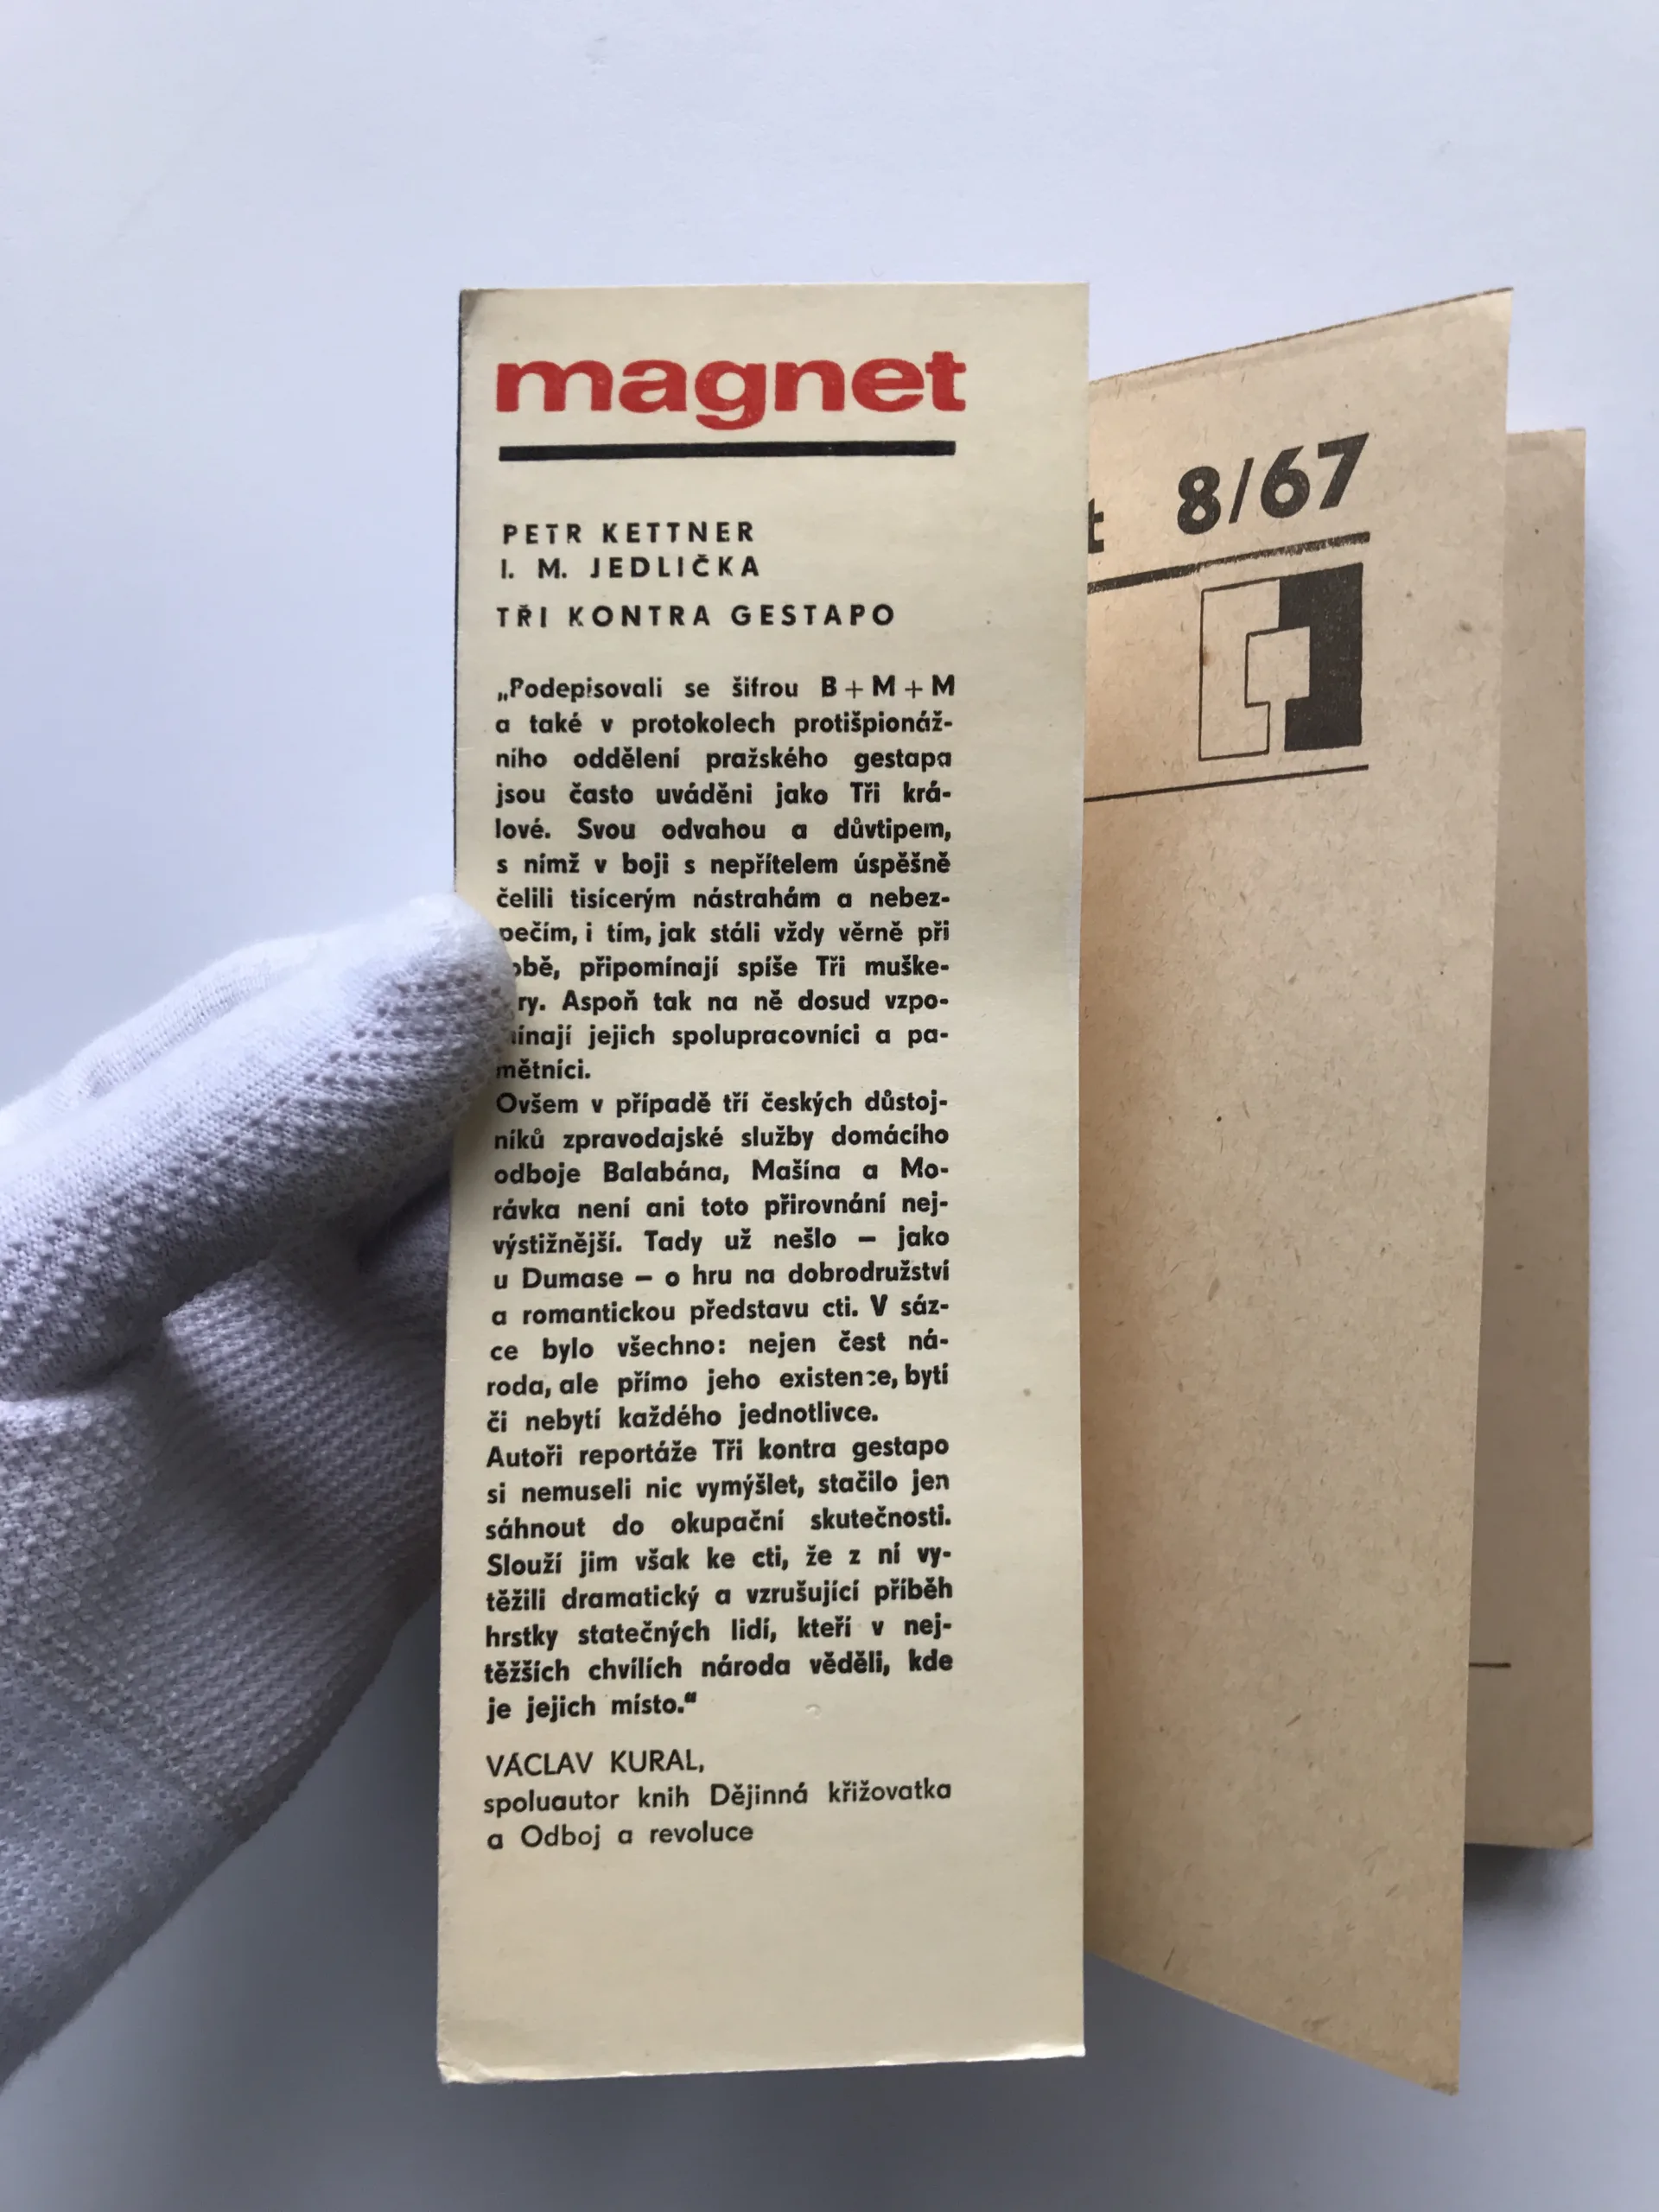 magnet
PETR KETTNER
I. M. JEDLIČKA
TŘI KONTRA GESTAPO
„Podepisovali se šifrou B + M + M
a také v protokolech protišpionáž-
ního oddělení pražského gestapa
jsou často uváděni jako Tři krá-
lové. Svou odvahou a důvtipem,
s nímž v boji s nepřítelem úspěšně
čelili tisícerým nástrahám a nebez-
pečím, i tím, jak stáli vždy věrně při
obě, připomínají spíše Tři muške-
ry. Aspoň tak na ně dosud vzpo-
ínají jejich spolupracovníci a pa-
mětníci.
Ovšem v případě tří českých důstoj-
níků zpravodajské služby domácího
odboje Balabána, Mašína a Mo-
rávka není ani toto přirovnání nej-
výstižnější. Tady už nešlo – jako
u Dumase – o hru na dobrodružství
a romantickou představu cti. V sáz-
ce bylo všechno: nejen čest ná-
roda, ale přímo jeho existence, bytí
či nebytí každého jednotlivce.
Autoři reportáže Tři kontra gestapo
si nemuseli nic vymýšlet, stačilo jen
sáhnout do okupační skutečnosti.
Slouží jim však ke cti, že z ní vy-
těžili dramatický a vzrušující příběh
hrstky statečných lidí, kteří v nej-
těžších chvílích národa věděli, kde
je jejich místo.“
VÁCLAV KURAL,
spoluautor knih Dějinná křižovatka
a Odboj a revoluce
t 8/67